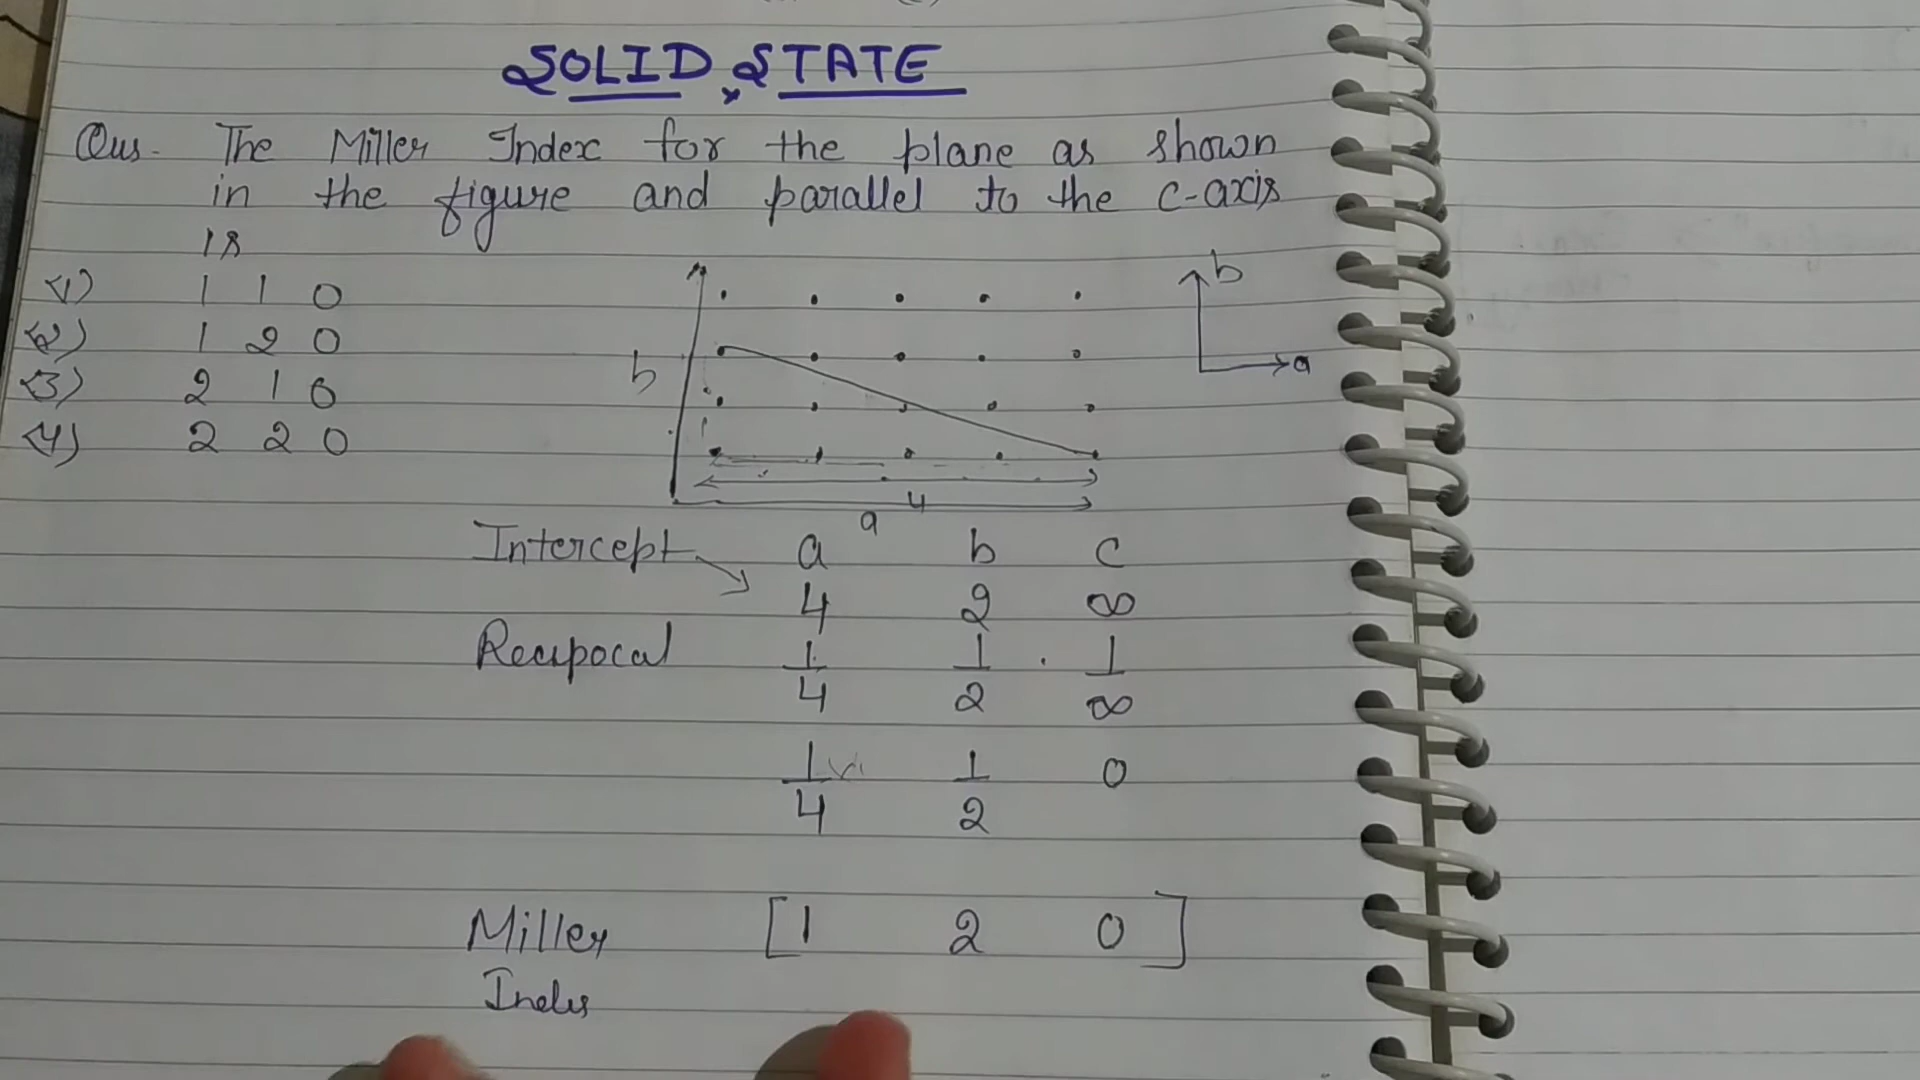 SOLID STATE
Qus- The Miller Index for the plane as shown
in the figure and parallel to the c-axis
is
(1) 1 1 0
(2) 1 2 0
(3) 2 1 0
(4) 2 2 0
b
b
a
4
a
Intercept a b c
4 2 ∞
Recipocal 1/4 1/2 1/∞
1/4 1/2 0
Miller [1 2 0]